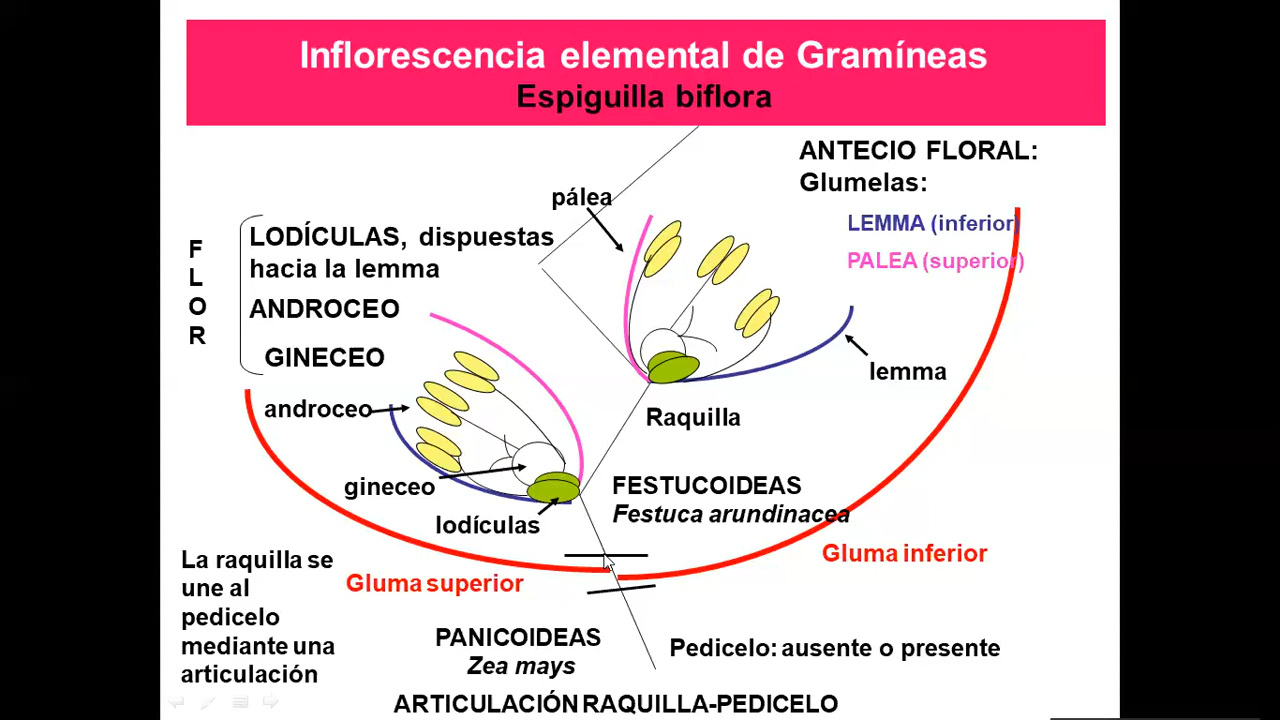 Inflorescencia elemental de Gramíneas
Espiguilla biflora
ANTECIO FLORAL:
Glumelas:
LEMMA (inferior)
PALEA (superior)
pálea
FLOR
LODÍCULAS, dispuestas
hacia la lemma
ANDROCEO
GINECEO
androceo
gineceo
lodículas
lemma
Raquilla
FESTUCOIDEAS
Festuca arundinacea
Gluma inferior
Gluma superior
La raquilla se
une al
pedicelo
mediante una
articulación
PANICOIDEAS
Zea mays
Pedicelo: ausente o presente
ARTICULACIÓN RAQUILLA-PEDICELO